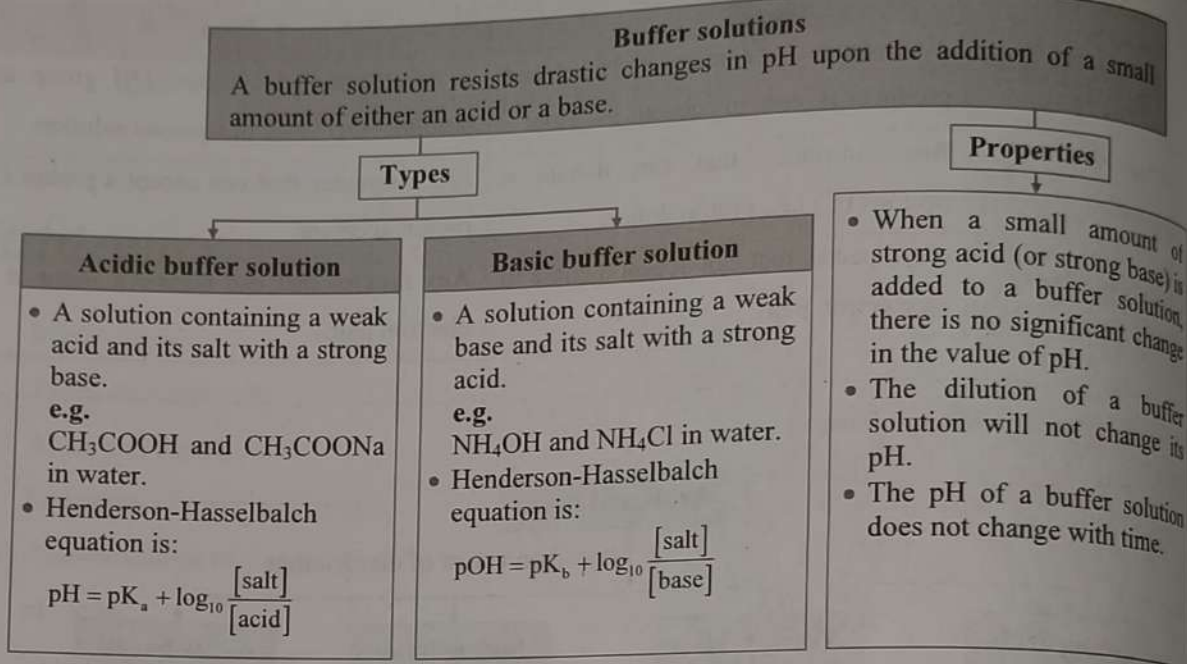 Buffer solutions
A buffer solution resists drastic changes in pH upon the addition of a small
amount of either an acid or a base.
Types
Properties
Acidic buffer solution
• A solution containing a weak
acid and its salt with a strong
base.
e.g.
CH₃COOH and CH₃COONa
in water.
• Henderson-Hasselbalch
equation is:
pH = pKₐ + log₁₀ [salt]/[acid]
Basic buffer solution
• A solution containing a weak
base and its salt with a strong
acid.
e.g.
NH₄OH and NH₄Cl in water.
• Henderson-Hasselbalch
equation is:
pOH = pK_b + log₁₀ [salt]/[base]
• When a small amount of
strong acid (or strong base) is
added to a buffer solution,
there is no significant change
in the value of pH.
• The dilution of a buffer
solution will not change its
pH.
• The pH of a buffer solution
does not change with time.